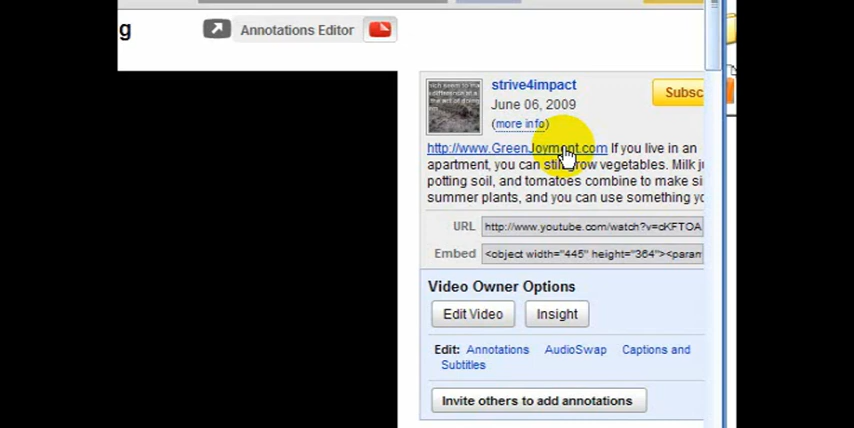 g
Annotations Editor
strive4impact
Subsc
June 06, 2009
(more info)
http://www.GreenJoyment.com If you live in an
apartment, you can still grow vegetables. Milk j
potting soil, and tomatoes combine to make si
summer plants, and you can use something yo
URL http://www.youtube.com/watch?v=cKFTOA
Embed <object width="445" height="364"><param
Video Owner Options
Edit Video Insight
Edit: Annotations AudioSwap Captions and
Subtitles
Invite others to add annotations